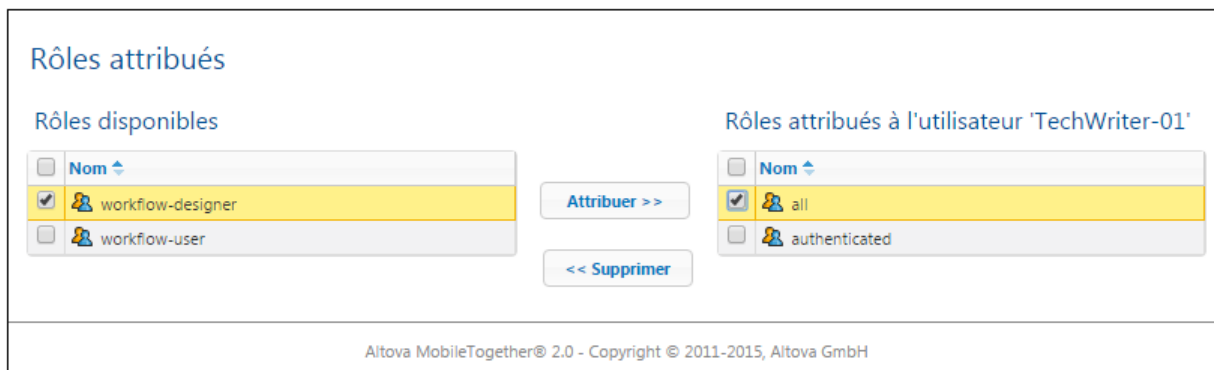 Rôles attribués
Rôles disponibles
Nom
workflow-designer
workflow-user
Attribuer >>
<< Supprimer
Rôles attribués à l'utilisateur 'TechWriter-01'
Nom
all
authenticated
Altova MobileTogether® 2.0 - Copyright © 2011-2015, Altova GmbH